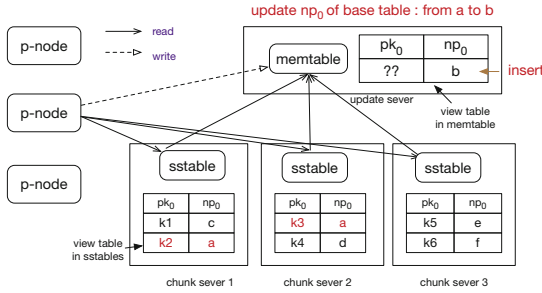 update np0 of base table : from a to b
p-node
read
write
memtable
pk0 np0
?? b
insert
update sever
view table
in memtable
p-node
p-node
sstable
sstable
sstable
pk0 np0
k1 c
k2 a
pk0 np0
k3 a
k4 d
pk0 np0
k5 e
k6 f
view table
in sstables
chunk sever 1
chunk sever 2
chunk sever 3